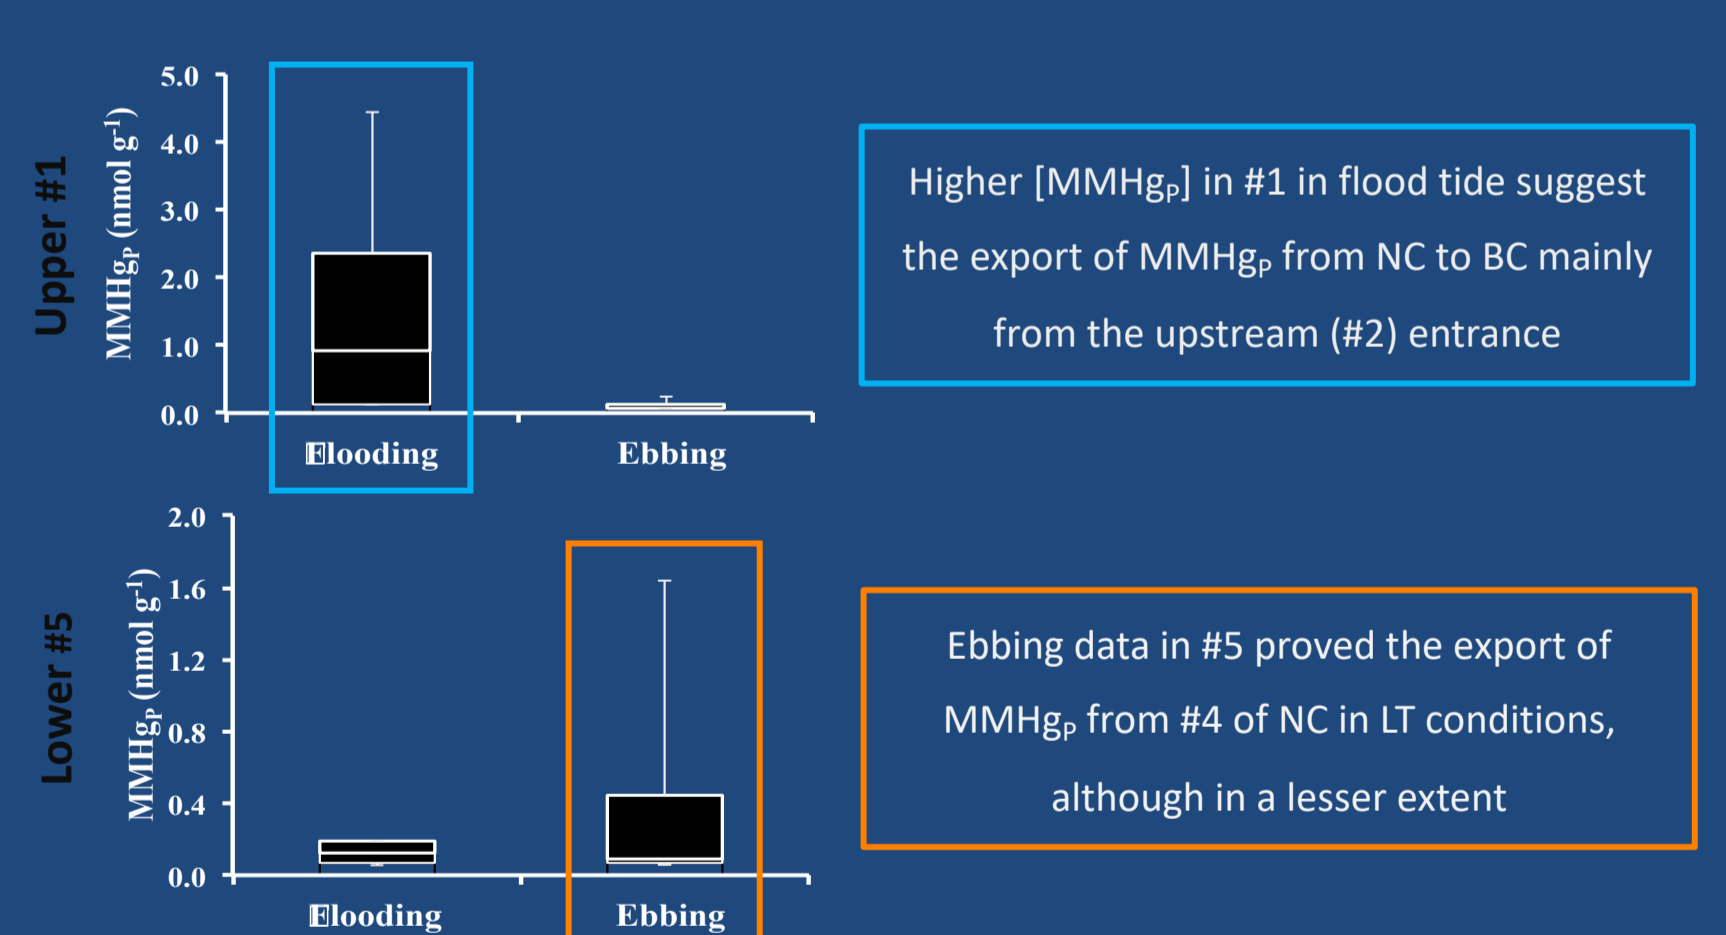 Upper #1
MMHgP (nmol g-1)
5.0
4.0
3.0
2.0
1.0
0.0
Flooding
Ebbing
Higher [MMHgP] in #1 in flood tide suggest
the export of MMHgP from NC to BC mainly
from the upstream (#2) entrance
Lower #5
MMHgP (nmol g-1)
2.0
1.6
1.2
0.8
0.4
0.0
Flooding
Ebbing
Ebbing data in #5 proved the export of
MMHgP from #4 of NC in LT conditions,
although in a lesser extent